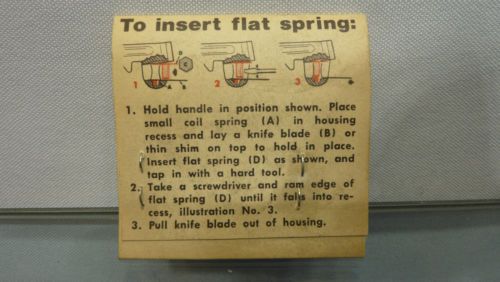 To insert flat spring:
1 2 3
1. Hold handle in position shown. Place
small coil spring (A) in housing
recess and lay a knife blade (B) or
thin shim on top to hold in place.
Insert flat spring (D) as shown, and
tap in with a hard tool.
2. Take a screwdriver and ram edge of
flat spring (D) until it falls into re-
cess, illustration No. 3.
3. Pull knife blade out of housing.